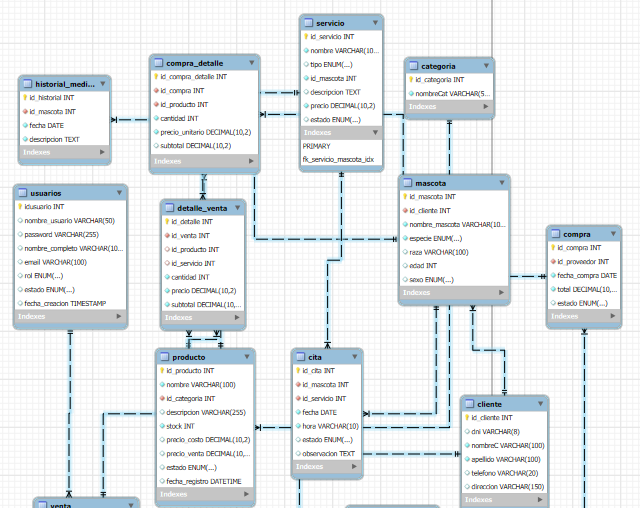 servicio
id_servicio INT
nombre VARCHAR(10...
tipo ENUM(...)
id_mascota INT
descripcion TEXT
precio DECIMAL(10,2)
estado ENUM(...)
Indexes
PRIMARY
fk_servicio_mascota_idx
compra_detalle
id_compra_detalle INT
id_compra INT
id_producto INT
cantidad INT
precio_unitario DECIMAL(10,2)
subtotal DECIMAL(10,2)
Indexes
categoria
id_categoria INT
nombreCat VARCHAR(5...
Indexes
historial_medi...
id_historial INT
id_mascota INT
fecha DATE
descripcion TEXT
Indexes
mascota
id_mascota INT
id_cliente INT
nombre_mascota VARCHAR(10...
especie ENUM(...)
raza VARCHAR(100)
edad INT
sexo ENUM(...)
Indexes
usuarios
idusuario INT
nombre_usuario VARCHAR(50)
password VARCHAR(255)
nombre_completo VARCHAR(10...
email VARCHAR(100)
rol ENUM(...)
estado ENUM(...)
fecha_creacion TIMESTAMP
Indexes
detalle_venta
id_detalle INT
id_venta INT
id_producto INT
id_servicio INT
cantidad INT
precio DECIMAL(10,2)
subtotal DECIMAL(10,...
Indexes
compra
id_compra INT
id_proveedor INT
fecha_compra DATE
total DECIMAL(10,...
estado ENUM(...)
Indexes
producto
id_producto INT
nombre VARCHAR(100)
id_categoria INT
descripcion VARCHAR(255)
stock INT
precio_costo DECIMAL(10,2)
precio_venta DECIMAL(10,...
estado ENUM(...)
fecha_registro DATETIME
Indexes
cita
id_cita INT
id_mascota INT
id_servicio INT
fecha DATE
hora VARCHAR(10)
estado ENUM(...)
observacion TEXT
Indexes
cliente
id_cliente INT
dni VARCHAR(8)
nombreC VARCHAR(100)
apellido VARCHAR(100)
telefono VARCHAR(20)
direccion VARCHAR(150)
Indexes
venta